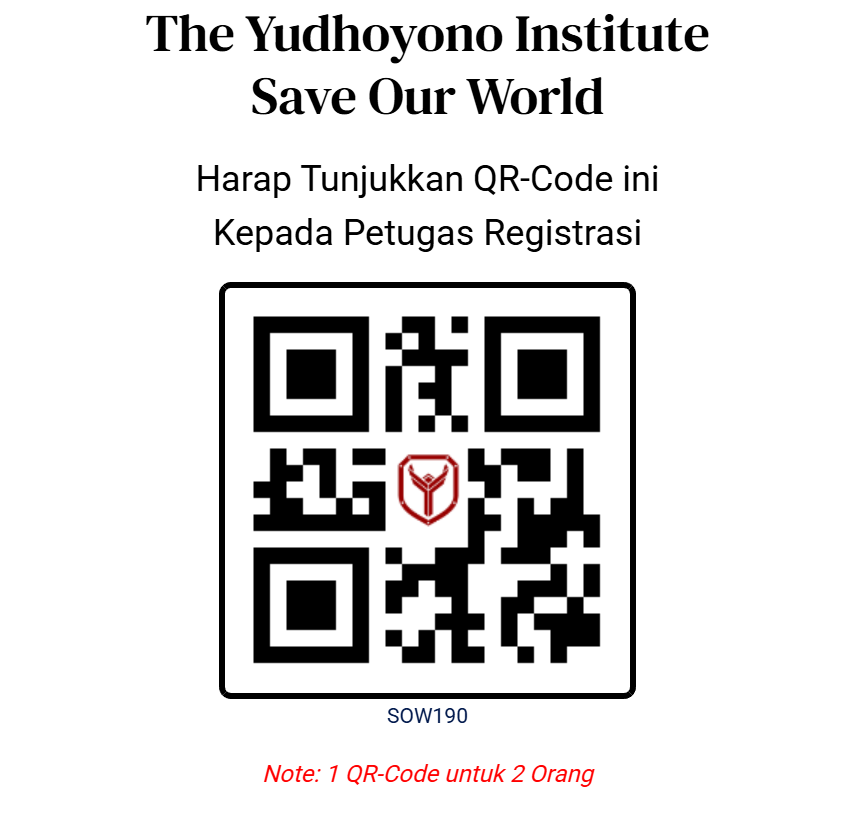 The Yudhoyono Institute
Save Our World
Harap Tunjukkan QR-Code ini
Kepada Petugas Registrasi
SOW190
Note: 1 QR-Code untuk 2 Orang